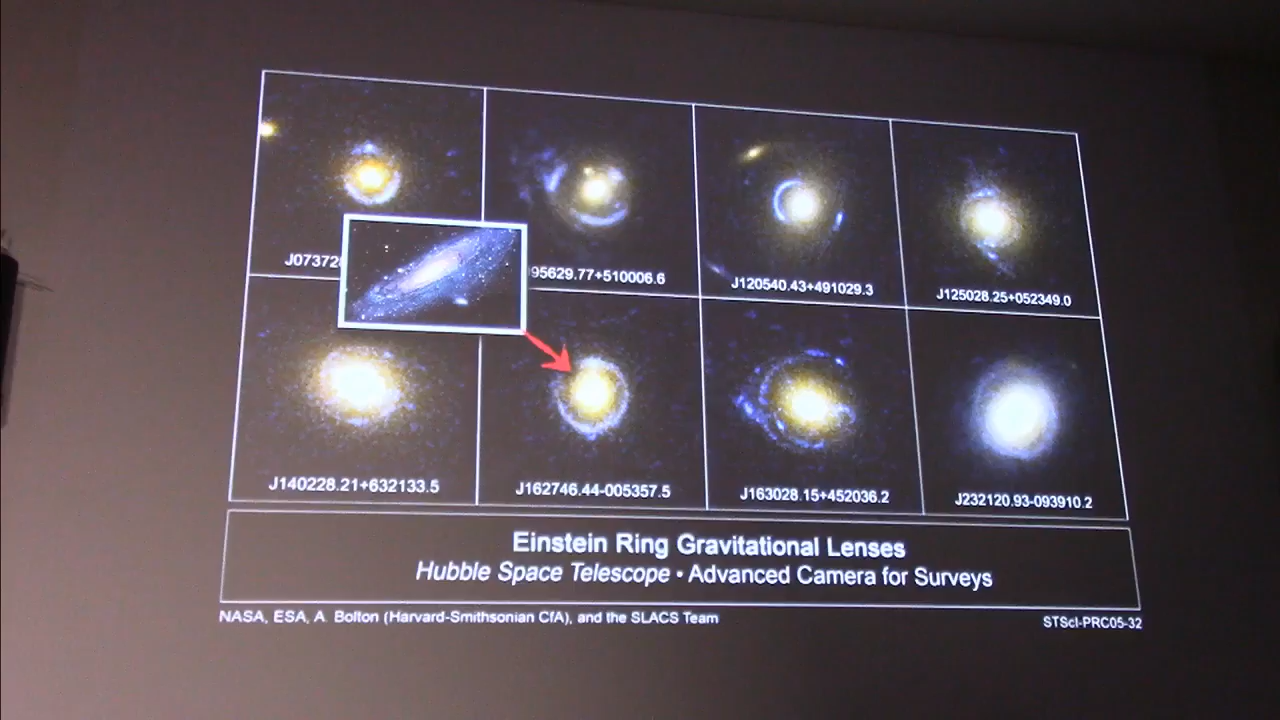 J07372
95629.77+510006.6
J120540.43+491029.3
J125028.25+052349.0
J140228.21+632133.5
J162746.44-005357.5
J163028.15+452036.2
J232120.93-093910.2
Einstein Ring Gravitational Lenses
Hubble Space Telescope • Advanced Camera for Surveys
NASA, ESA, A. Bolton (Harvard-Smithsonian CfA), and the SLACS Team
STScI-PRC05-32